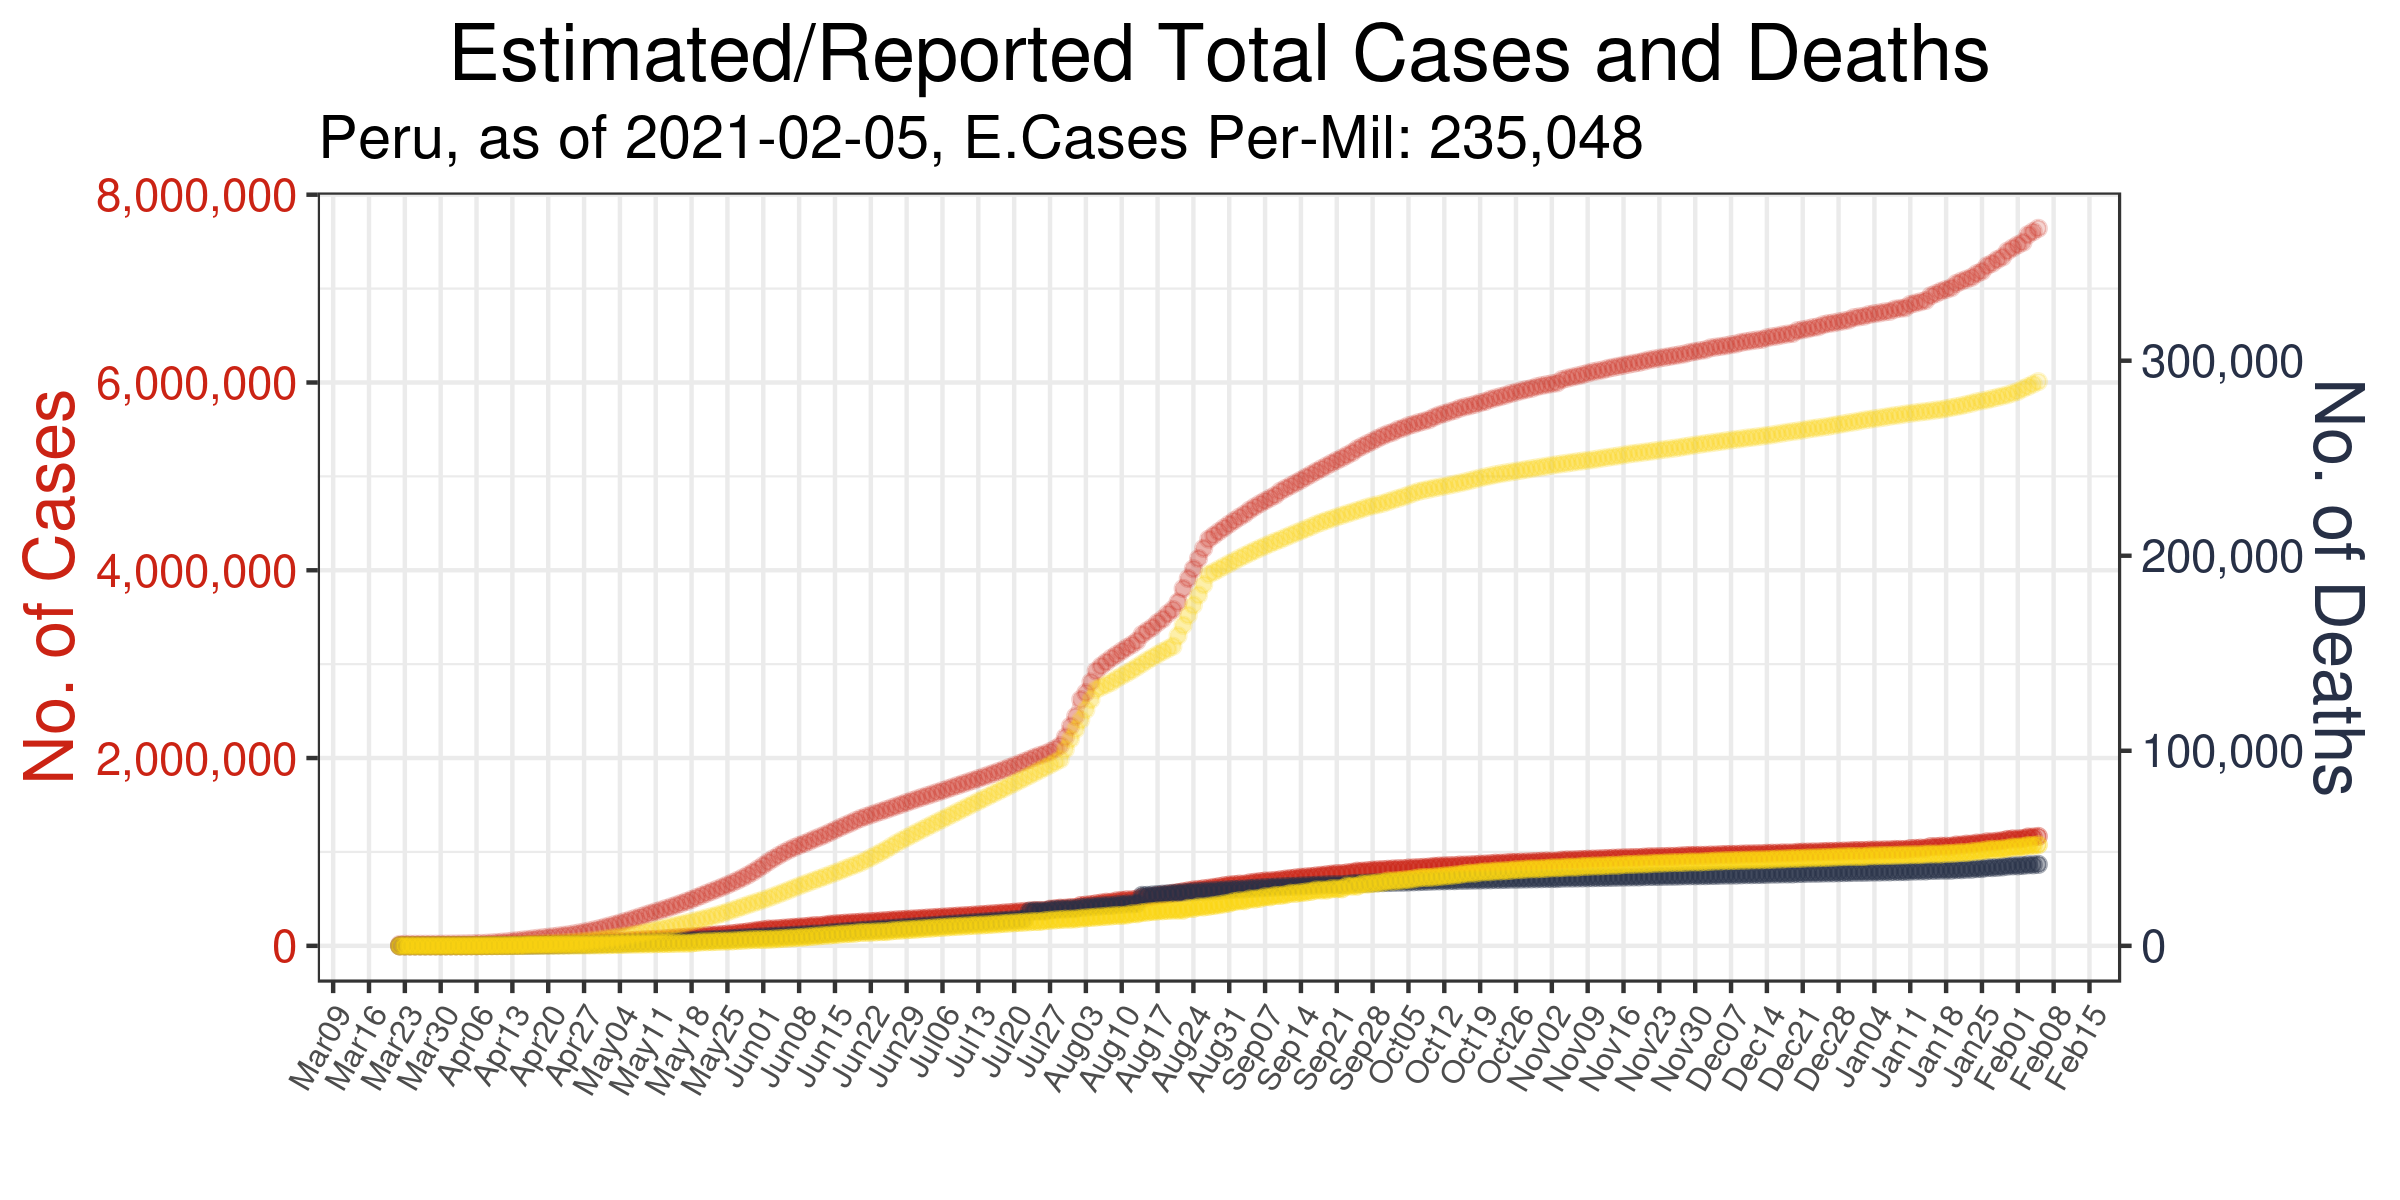 Estimated/Reported Total Cases and Deaths
Peru, as of 2021-02-05, E.Cases Per-Mil: 235,048
No. of Cases
8,000,000
6,000,000
4,000,000
2,000,000
0
300,000
200,000
100,000
0
No. of Deaths
Mar09
Mar16
Mar23
Mar30
Apr06
Apr13
Apr20
Apr27
May04
May11
May18
May25
Jun01
Jun08
Jun15
Jun22
Jun29
Jul06
Jul13
Jul20
Jul27
Aug03
Aug10
Aug17
Aug24
Aug31
Sep07
Sep14
Sep21
Sep28
Oct05
Oct12
Oct19
Oct26
Nov02
Nov09
Nov16
Nov23
Nov30
Dec07
Dec14
Dec21
Dec28
Jan04
Jan11
Jan18
Jan25
Feb01
Feb08
Feb15